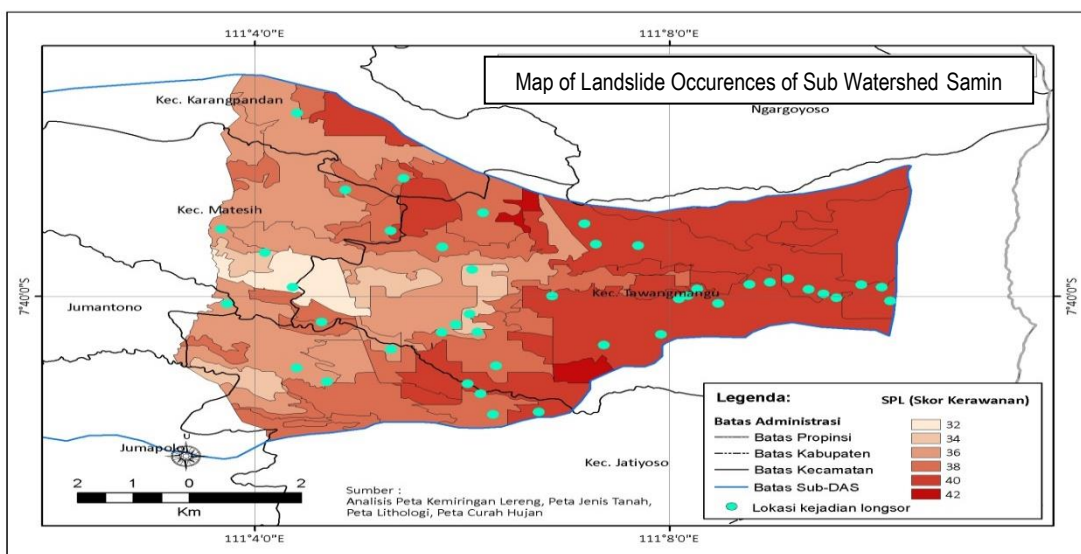 111°4'0"E
111°8'0"E
Map of Landslide Occurences of Sub Watershed Samin
Kec. Karangpandan
Ngargoyoso
Kec. Matesih
7°40'0"S
Jumantono
Kec. Tawangmangu
7°40'0"S
Jumapolo
U
Kec. Jatiyoso
2 1 0 2
Km
Sumber :
Analisis Peta Kemiringan Lereng, Peta Jenis Tanah,
Peta Lithologi, Peta Curah Hujan
Legenda:
Batas Administrasi
Batas Propinsi
Batas Kabupaten
Batas Kecamatan
Batas Sub-DAS
Lokasi kejadian longsor
SPL (Skor Kerawanan)
32
34
36
38
40
42
111°4'0"E
111°8'0"E